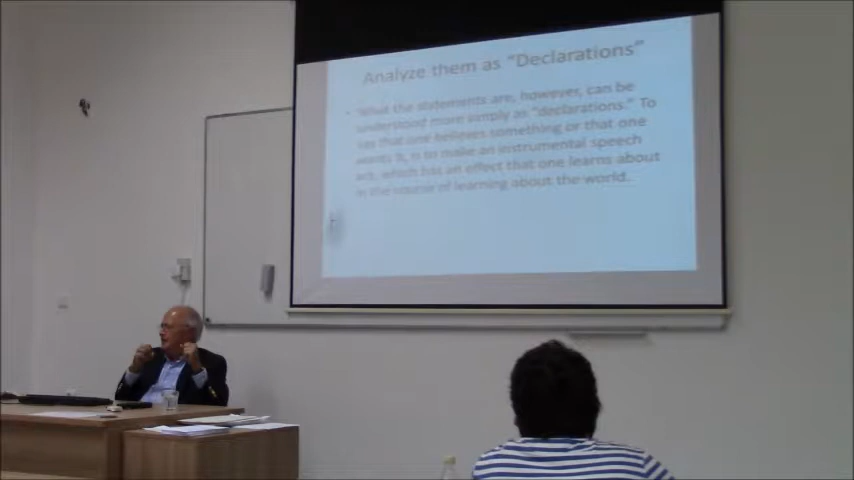 Analyze them as "Declarations"
• What the statements are, however, can be
understood more simply as "declarations." To
say that one believes something or that one
wants it, is to make an instrumental speech
act, which has an effect that one learns about
in the course of learning about the world.